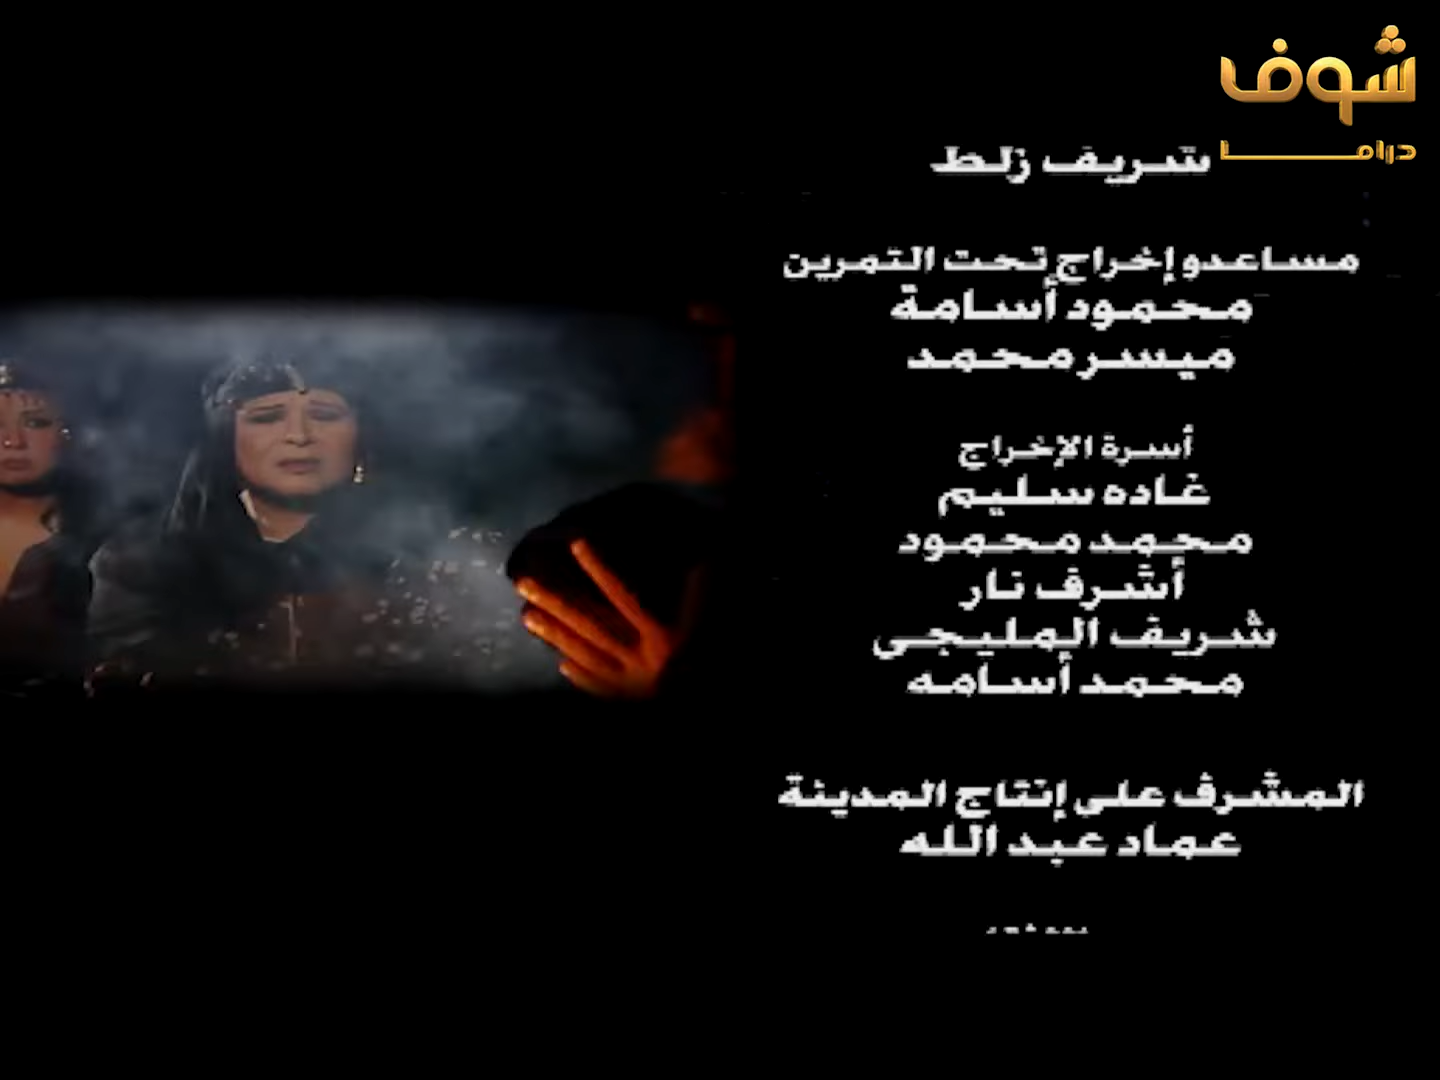 شوف
دراما
شريف زلط
مساعدو إخراج تحت التمرين
محمود أسامة
ميسر محمد
أسرة الإخراج
غاده سليم
محمد محمود
أشرف نار
شريف المليجى
محمد أسامه
المشرف على إنتاج المدينة
عماد عبد الله